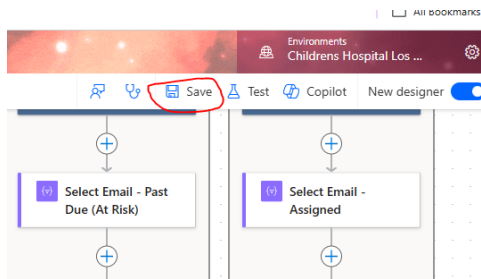 All Bookmarks
Environments
Childrens Hospital Los ...
Save
Test
Copilot
New designer
Select Email - Past
Due (At Risk)
Select Email -
Assigned